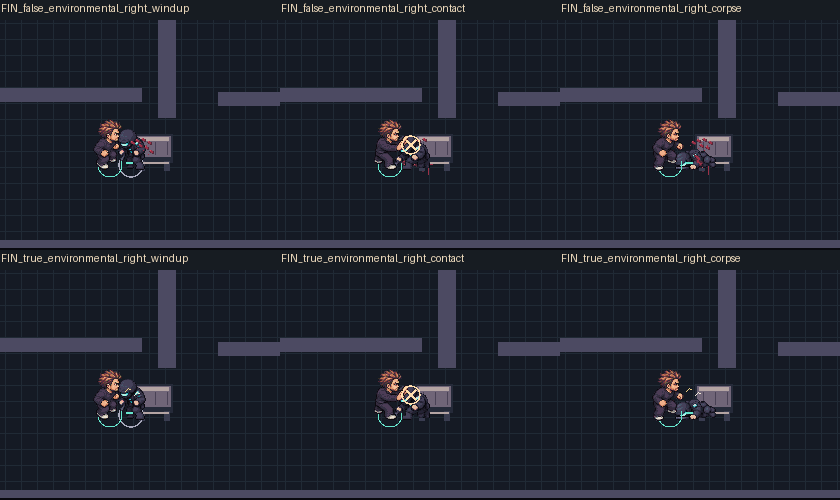 FIN_false_environmental_right_windup
FIN_false_environmental_right_contact
FIN_false_environmental_right_corpse
FIN_true_environmental_right_windup
FIN_true_environmental_right_contact
FIN_true_environmental_right_corpse